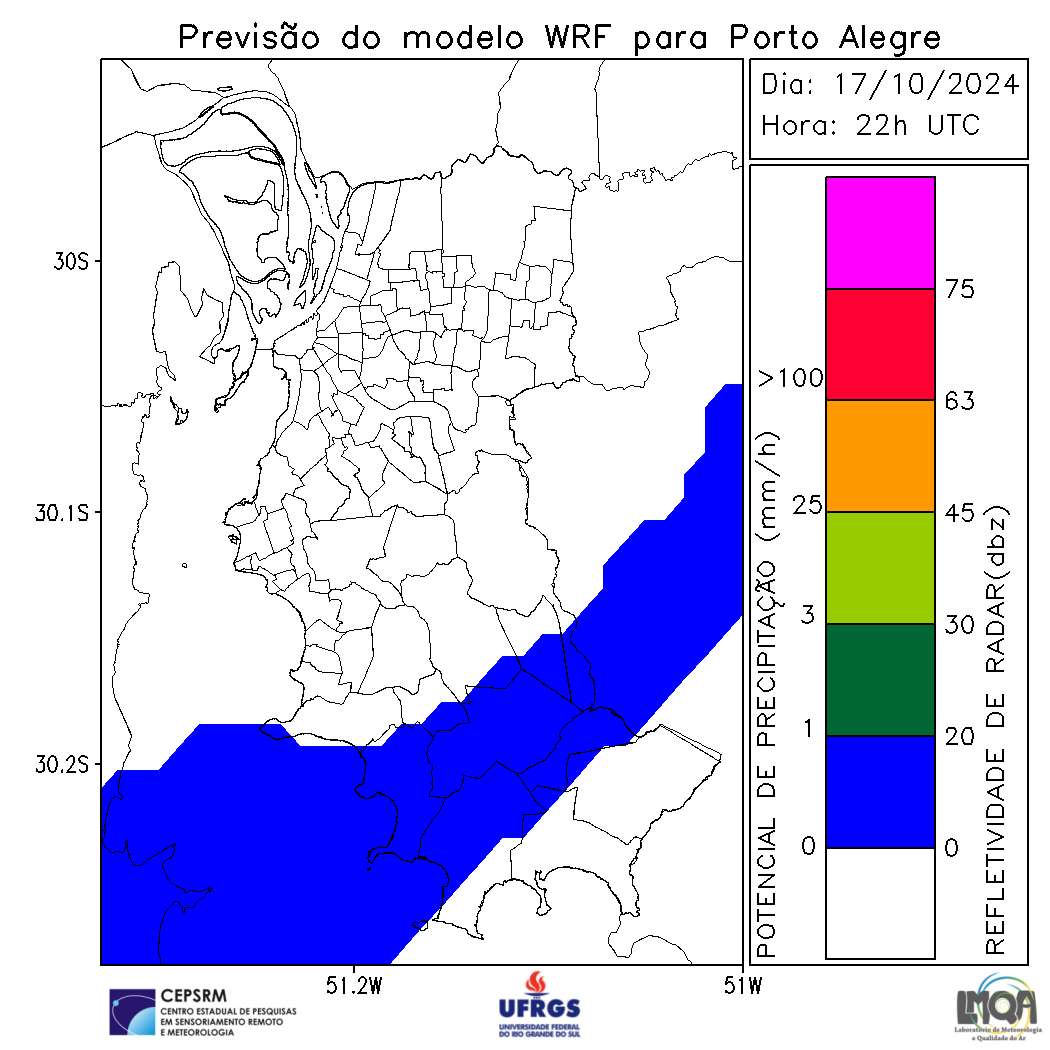 Previsão do modelo WRF para Porto Alegre
Dia: 17/10/2024
Hora: 22h UTC
30S
30.1S
30.2S
51.2W
51W
POTENCIAL DE PRECIPITAÇÃO (mm/h)
>100
25
3
1
0
75
63
45
30
20
0
REFLETIVIDADE DE RADAR(dbz)
CEPSRM
CENTRO ESTADUAL DE PESQUISAS
EM SENSORIAMENTO REMOTO
E METEOROLOGIA
UFRGS
UNIVERSIDADE FEDERAL
DO RIO GRANDE DO SUL
LMQA
Laboratório de Meteorologia
e Qualidade do Ar